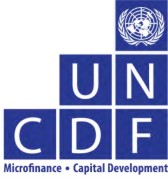 UN
CDF
Microfinance • Capital Development